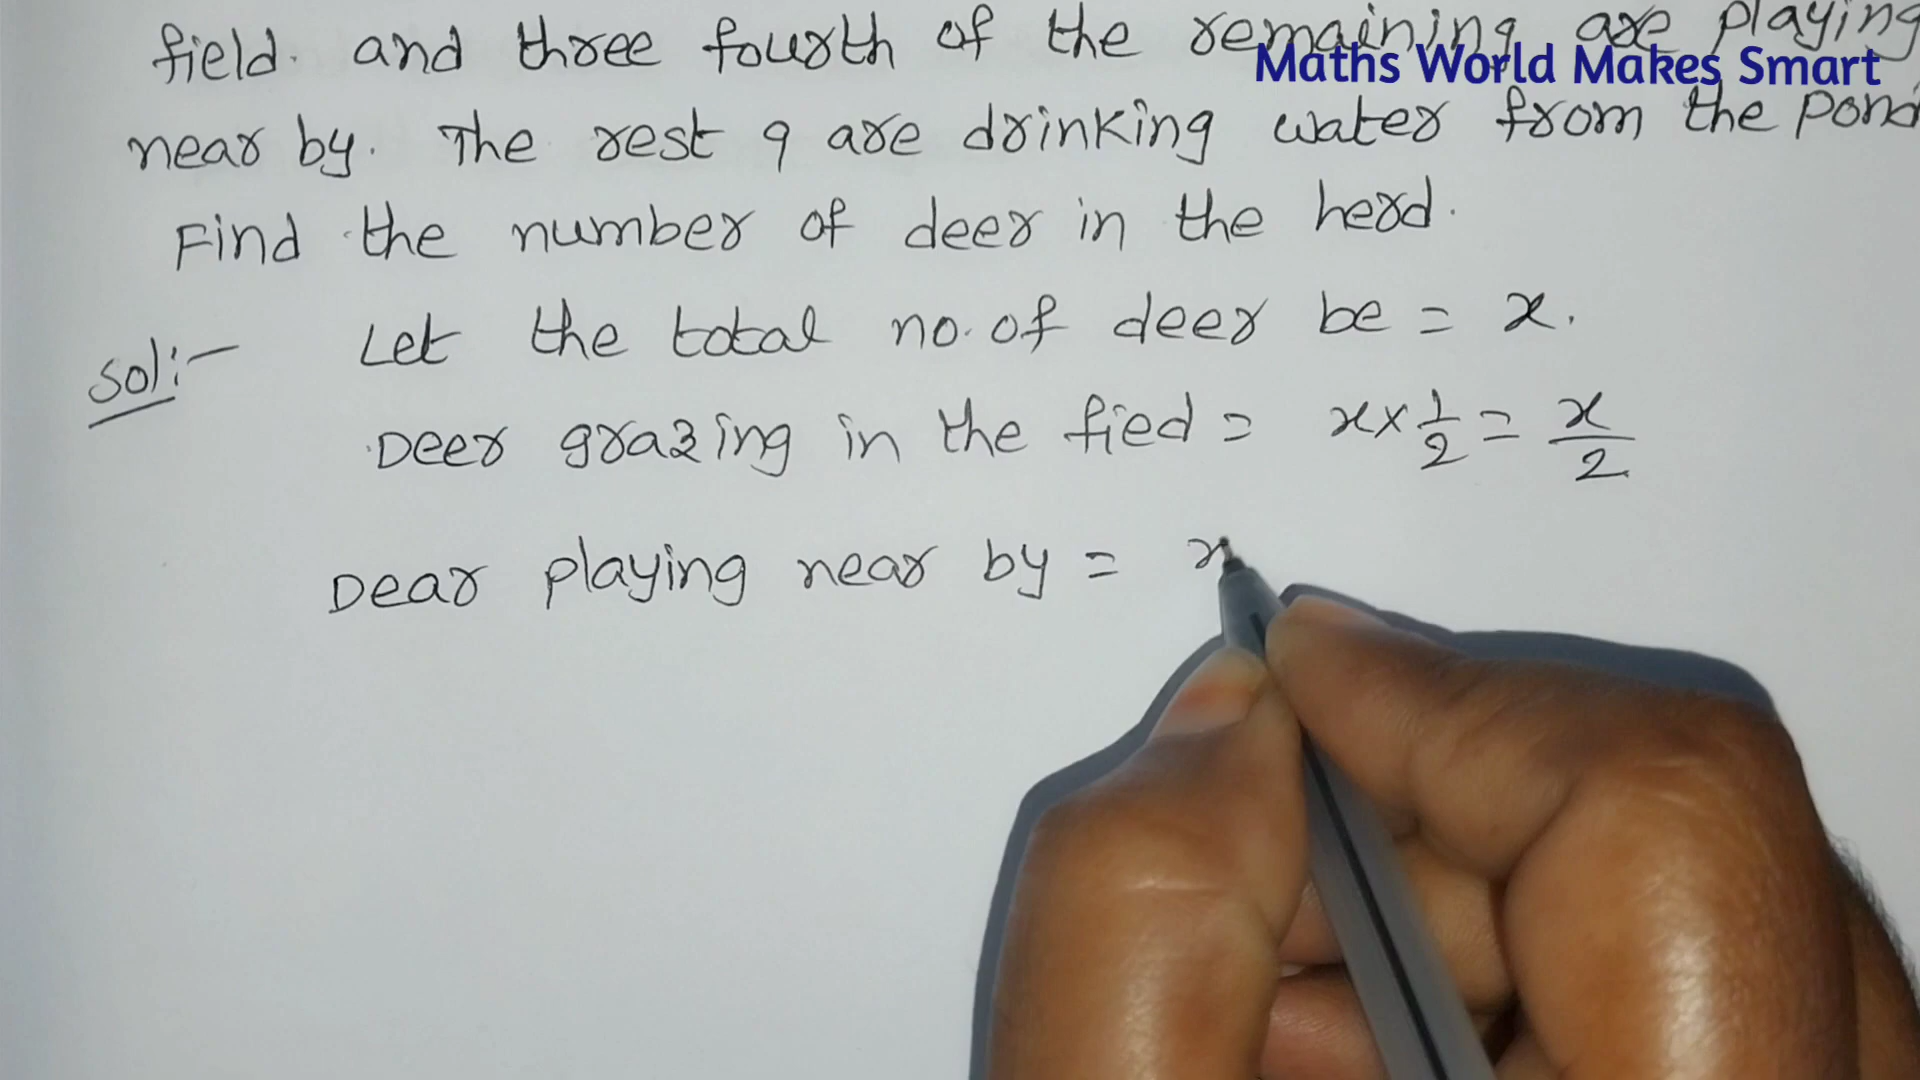 field. and three fourth of the remaining are playing
Maths World Makes Smart
near by. The rest 9 are drinking water from the pond
Find the number of deer in the herd.
Sol:- Let the total no. of deer be = x.
Deer grazing in the fied = x × 1/2 = x/2
Dear playing near by = x